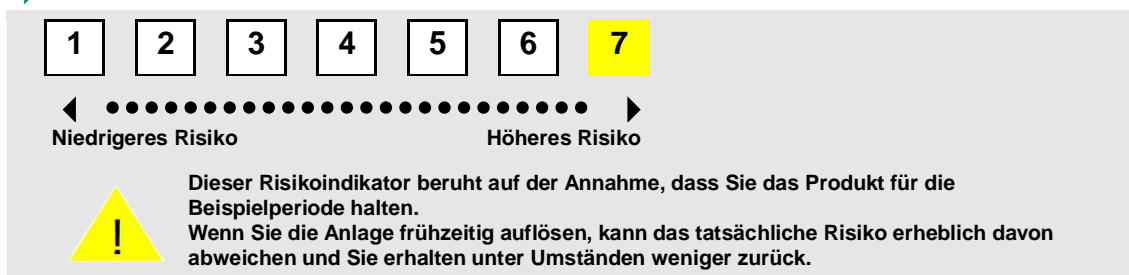 1 2 3 4 5 6 7
Niedrigeres Risiko Höheres Risiko
Dieser Risikoindikator beruht auf der Annahme, dass Sie das Produkt für die
Beispielperiode halten.
! Wenn Sie die Anlage frühzeitig auflösen, kann das tatsächliche Risiko erheblich davon
abweichen und Sie erhalten unter Umständen weniger zurück.